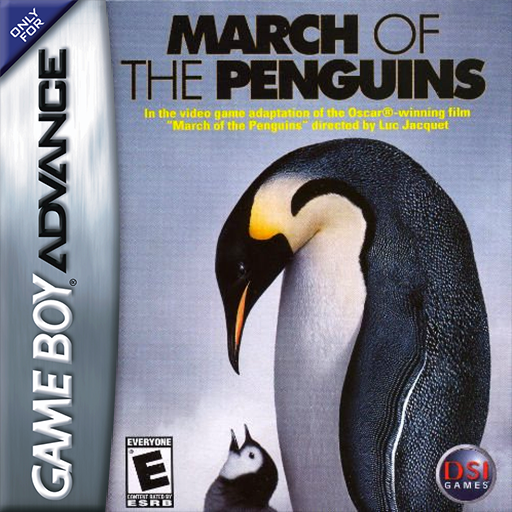 ONLY
FOR
GAME BOY ADVANCE
MARCH OF
THE PENGUINS
In the video game adaptation of the Oscar®-winning film
"March of the Penguins" directed by Luc Jacquet
EVERYONE
E
CONTENT RATED BY
ESRB
DSI
GAMES